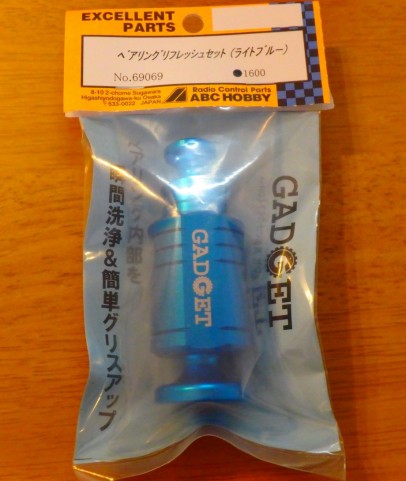 EXCELLENT
PARTS
ベアリングリフレッシュセット (ライトブルー)
No.69069 ●1600
8-10 2-chome Sugawara
Higashiyodogawa-ku Osaka
〒533-0022 JAPAN
Radio Control Parts
ABC HOBBY
GADGET
GADGET
ベアリング内部を
瞬間洗浄&簡単グリスアップ